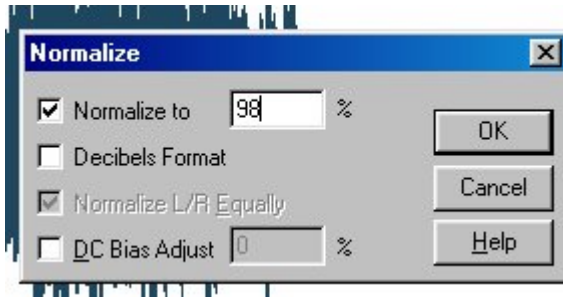 Normalize
Normalize to 98 %
OK
Decibels Format
Cancel
Normalize L/R Equally
DC Bias Adjust 0 %
Help